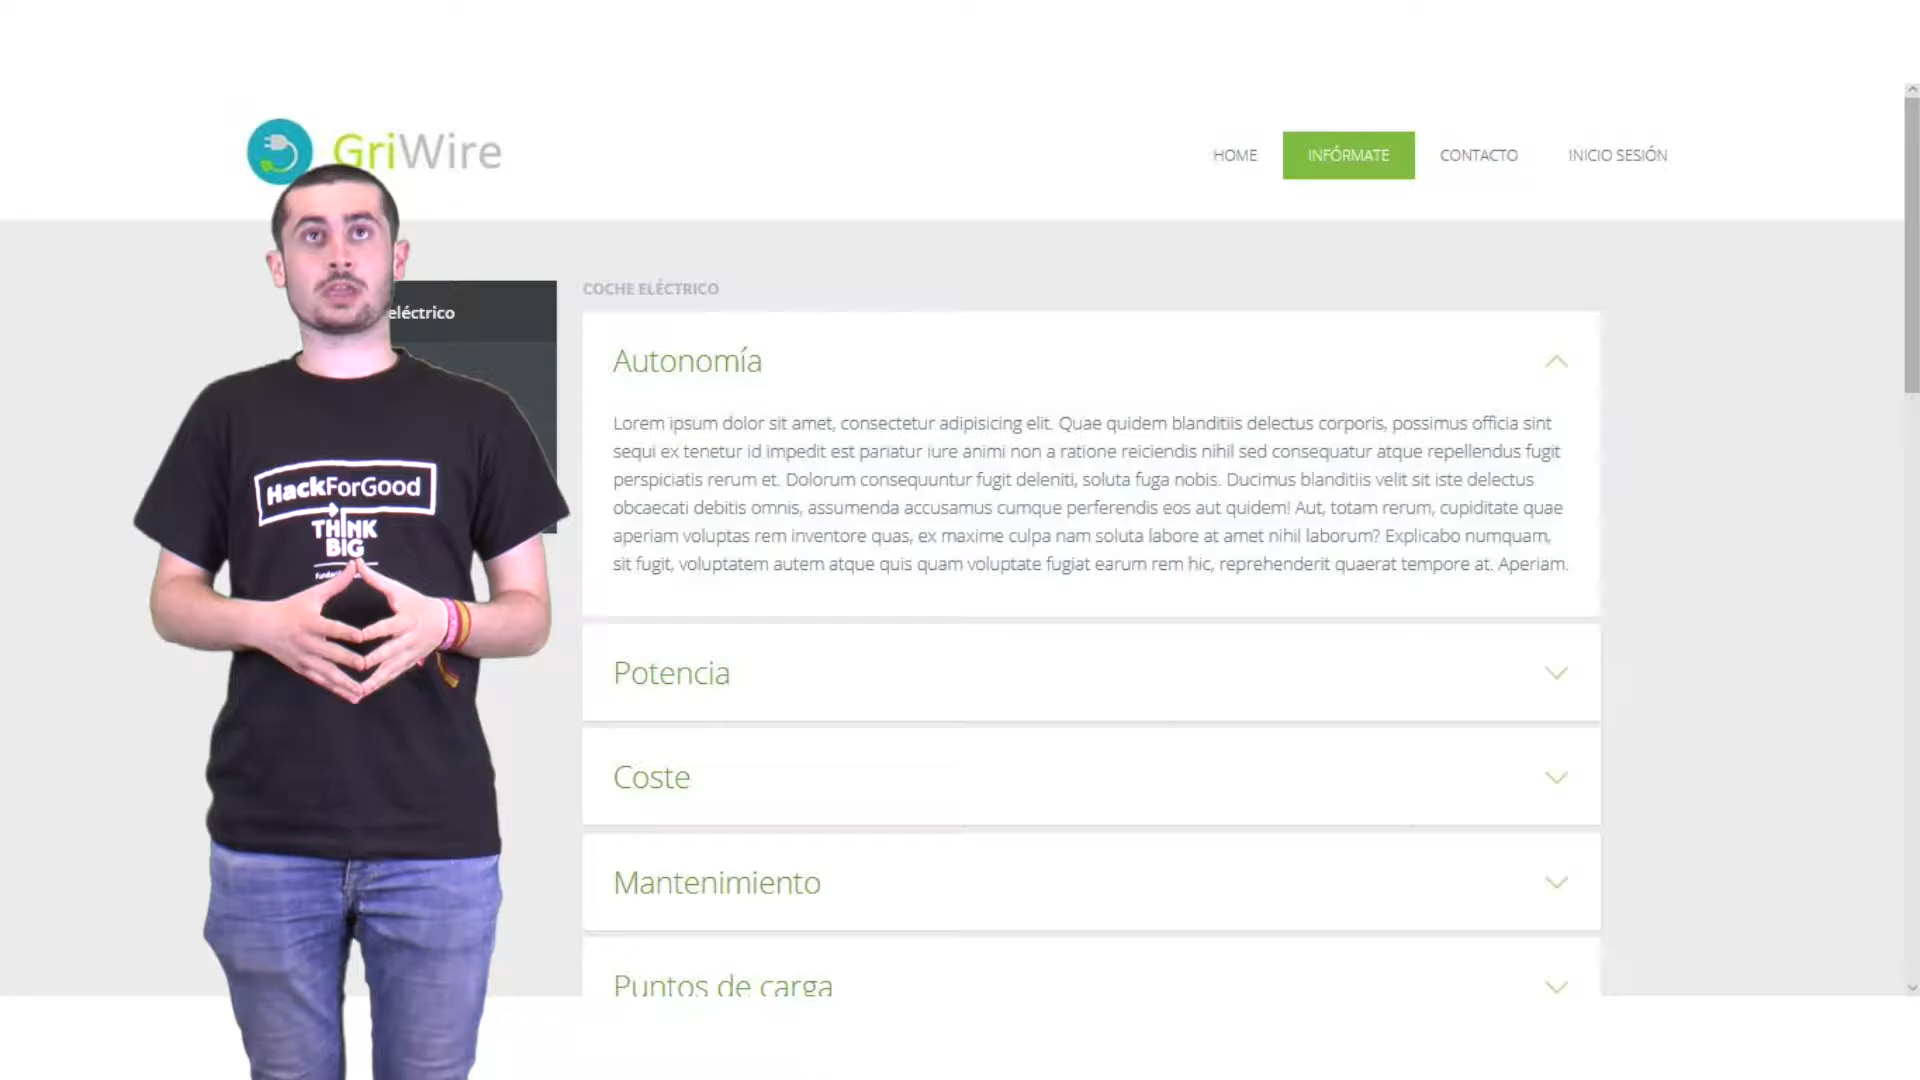 GriWire
HOME
INFÓRMATE
CONTACTO
INICIO SESIÓN
eléctrico
COCHE ELÉCTRICO
Autonomía
Lorem ipsum dolor sit amet, consectetur adipisicing elit. Quae quidem blanditiis delectus corporis, possimus officia sint
sequi ex tenetur id impedit est pariatur iure animi non a ratione reiciendis nihil sed consequatur atque repellendus fugit
perspiciatis rerum et. Dolorum consequuntur fugit deleniti, soluta fuga nobis. Ducimus blanditiis velit sit iste delectus
obcaecati debitis omnis, assumenda accusamus cumque perferendis eos aut quidem! Aut, totam rerum, cupiditate quae
aperiam voluptas rem inventore quas, ex maxime culpa nam soluta labore at amet nihil laborum? Explicabo numquam,
sit fugit, voluptatem autem atque quis quam voluptate fugiat earum rem hic, reprehenderit quaerat tempore at. Aperiam.
HackForGood
THINK
BIG
Potencia
Coste
Mantenimiento
Puntos de carga